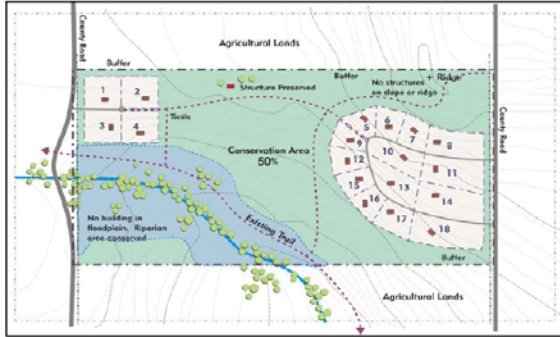 Agricultural Lands
County Road
Buffer
Buffer
+ Ridge
No structures
on slope or ridge
County Road
Structure Preserved
1
2
3
4
Trails
5
6
7
8
9
10
11
12
13
14
15
16
17
18
Conservation Area
50%
No building in
floodplain, Riparian
area conserved
Existing Trail
Buffer
Agricultural Lands